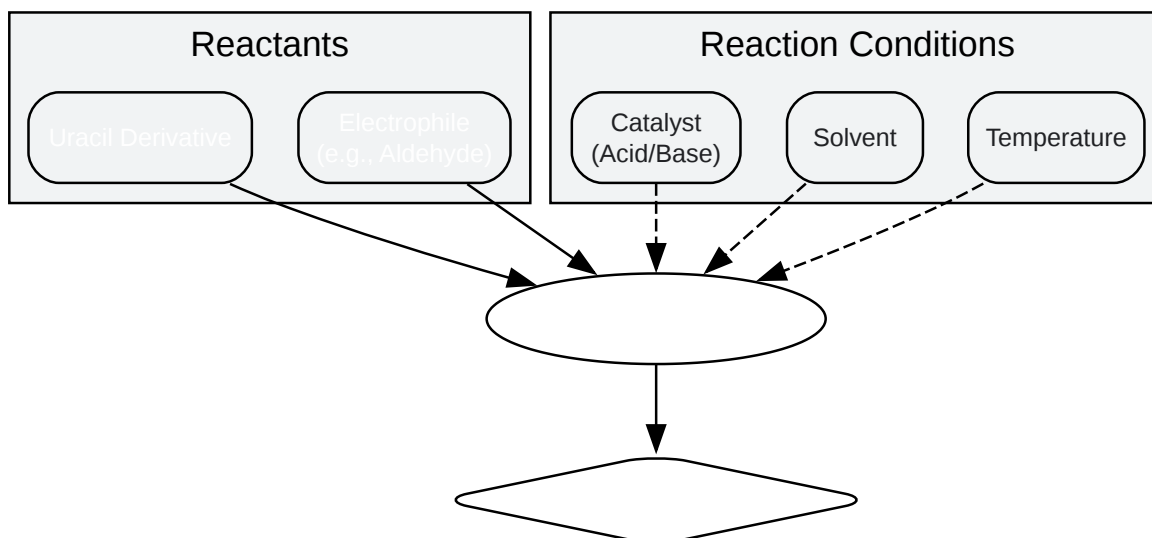 Reactants
Reaction Conditions
Uracil Derivative
Electrophile
(e.g., Aldehyde)
Catalyst
(Acid/Base)
Solvent
Temperature